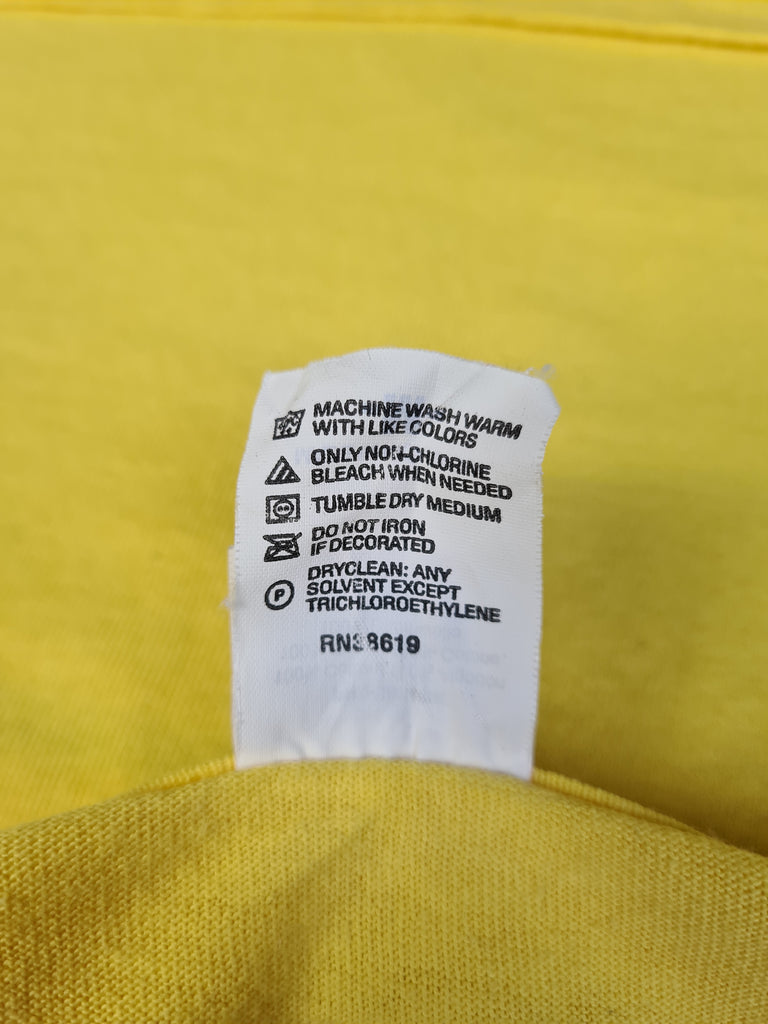 MACHINE WASH WARM
WITH LIKE COLORS
ONLY NON-CHLORINE
BLEACH WHEN NEEDED
TUMBLE DRY MEDIUM
DO NOT IRON
IF DECORATED
P
DRYCLEAN: ANY
SOLVENT EXCEPT
TRICHLOROETHYLENE
RN38619